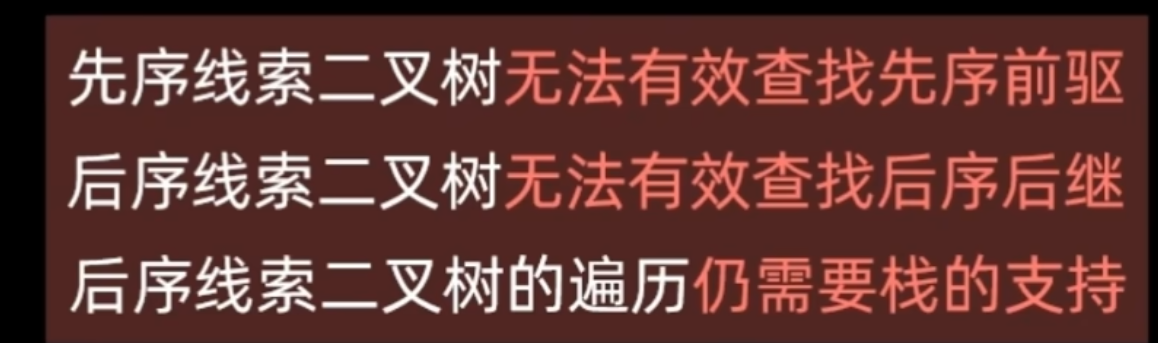 先序线索二叉树无法有效查找先序前驱
后序线索二叉树无法有效查找后序后继
后序线索二叉树的遍历仍需要栈的支持